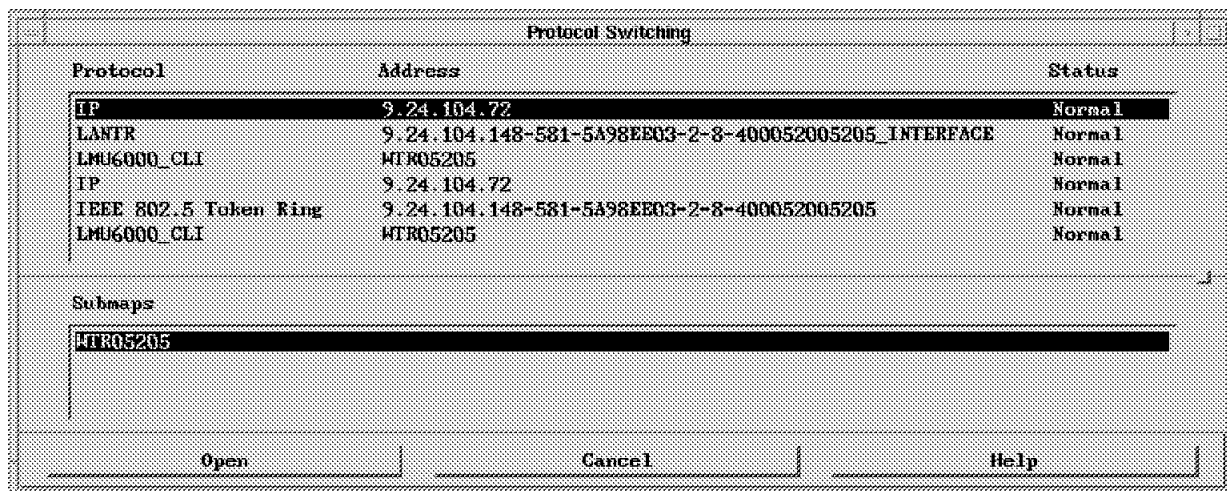 Protocol Switching
Protocol Address Status
IP 9.24.104.72 Normal
LANTR 9.24.104.148-581-5A98EE03-2-8-400052005205_INTERFACE Normal
LMU6000_CLI WTR05205 Normal
IP 9.24.104.72 Normal
IEEE 802.5 Token Ring 9.24.104.148-581-5A98EE03-2-8-400052005205 Normal
LMU6000_CLI WTR05205 Normal
Submaps
WTR05205
Open Cancel Help